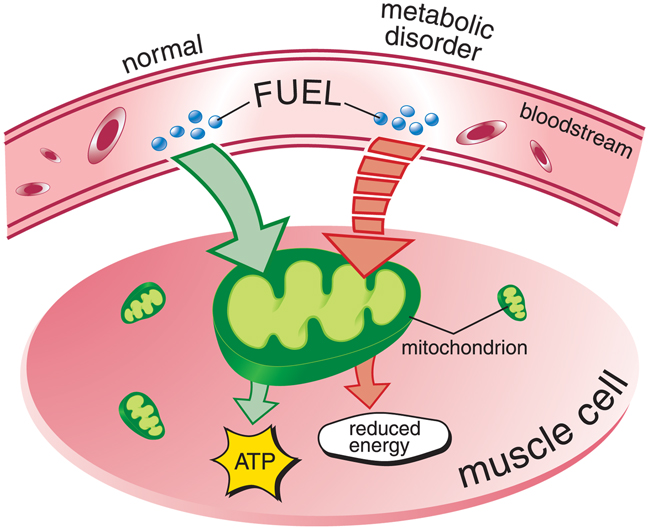 normal
metabolic
disorder
FUEL
bloodstream
mitochondrion
ATP
reduced
energy
muscle cell